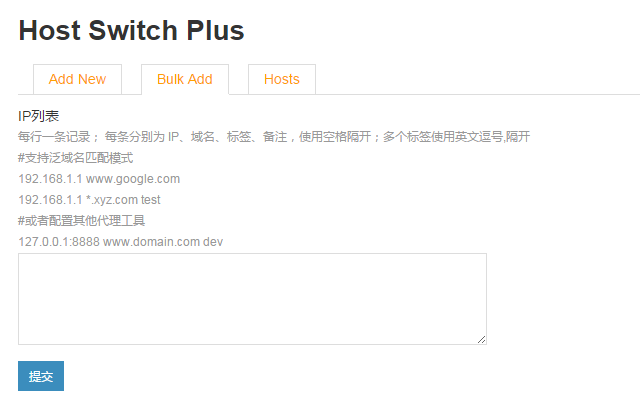 Host Switch Plus
Add New
Bulk Add
Hosts
IP列表
每行一条记录； 每条分别为 IP、域名、标签、备注，使用空格隔开；多个标签使用英文逗号,隔开
#支持泛域名匹配模式
192.168.1.1 www.google.com
192.168.1.1 *.xyz.com test
#或者配置其他代理工具
127.0.0.1:8888 www.domain.com dev
提交